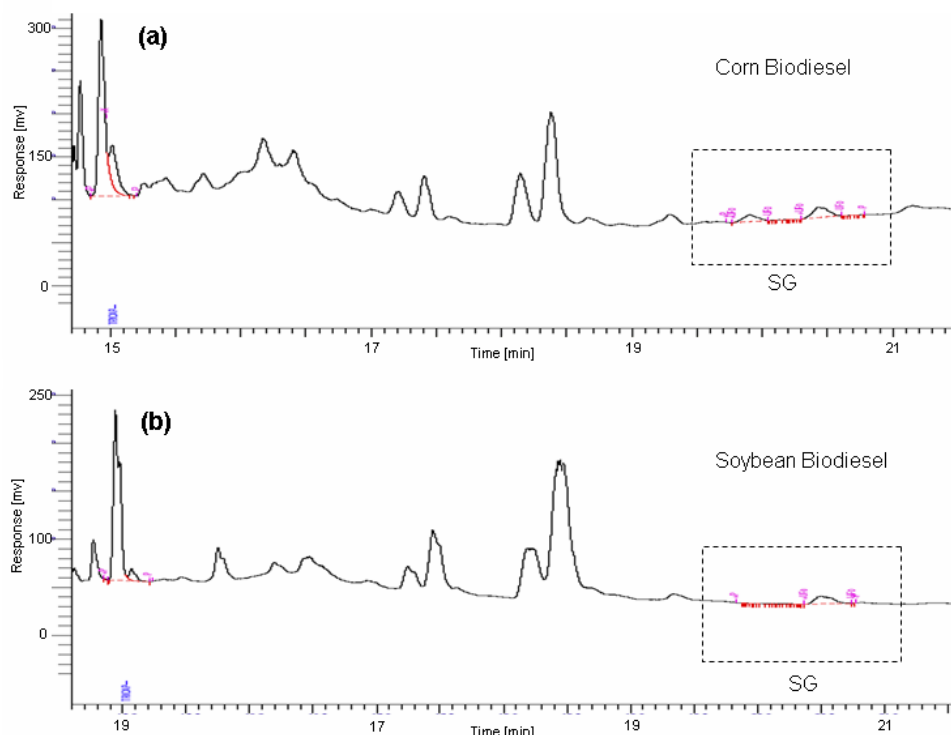 (a)
Corn Biodiesel
Response [mv]
300
150
0
SG
15
17
19
21
Time [min]
(b)
Soybean Biodiesel
Response [mv]
250
100
0
SG
19
17
19
21
Time [min]